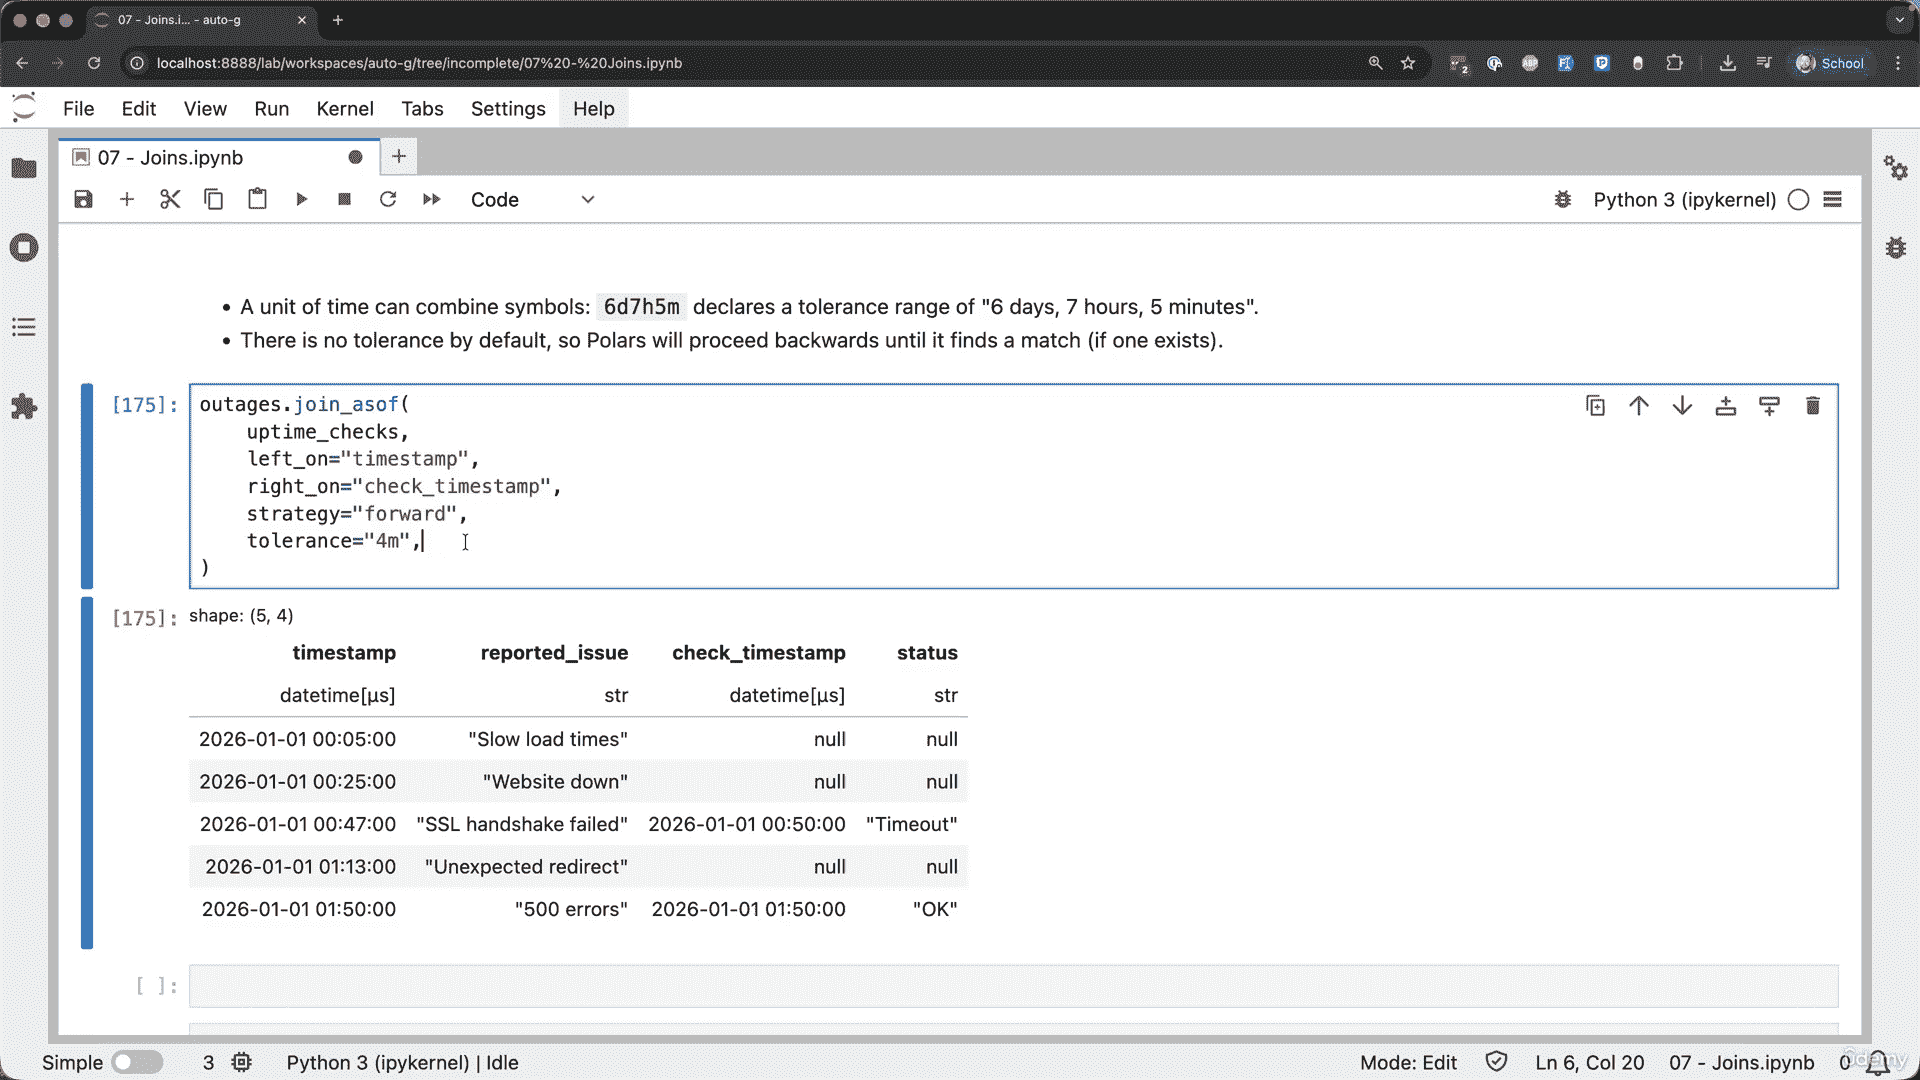 07 - Joins.i... - auto-g
localhost:8888/lab/workspaces/auto-g/tree/incomplete/07%20-%20Joins.ipynb
2
School
File Edit View Run Kernel Tabs Settings Help
07 - Joins.ipynb
Code
Python 3 (ipykernel)
• A unit of time can combine symbols: 6d7h5m declares a tolerance range of "6 days, 7 hours, 5 minutes".
• There is no tolerance by default, so Polars will proceed backwards until it finds a match (if one exists).
[175]: outages.join_asof(
uptime_checks,
left_on="timestamp",
right_on="check_timestamp",
strategy="forward",
tolerance="4m",
)
[175]: shape: (5, 4)
timestamp reported_issue check_timestamp status
datetime[μs] str datetime[μs] str
2026-01-01 00:05:00 "Slow load times" null null
2026-01-01 00:25:00 "Website down" null null
2026-01-01 00:47:00 "SSL handshake failed" 2026-01-01 00:50:00 "Timeout"
2026-01-01 01:13:00 "Unexpected redirect" null null
2026-01-01 01:50:00 "500 errors" 2026-01-01 01:50:00 "OK"
[ ]:
Simple 3 Python 3 (ipykernel) | Idle Mode: Edit Ln 6, Col 20 07 - Joins.ipynb 0
udemy